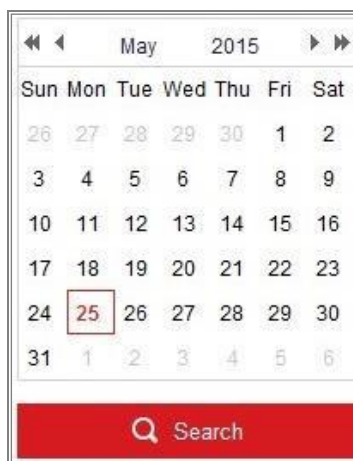 May 2015
Sun Mon Tue Wed Thu Fri Sat
26 27 28 29 30 1 2
3 4 5 6 7 8 9
10 11 12 13 14 15 16
17 18 19 20 21 22 23
24 25 26 27 28 29 30
31 1 2 3 4 5 6
Search